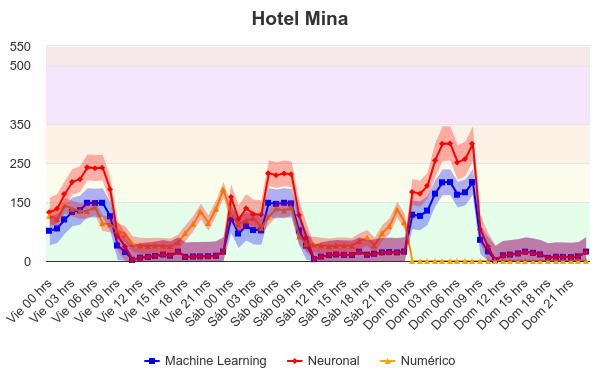 Hotel Mina
550
500
350
250
150
0
Vie 00 hrs
Vie 03 hrs
Vie 06 hrs
Vie 09 hrs
Vie 12 hrs
Vie 15 hrs
Vie 18 hrs
Vie 21 hrs
Sáb 00 hrs
Sáb 03 hrs
Sáb 06 hrs
Sáb 09 hrs
Sáb 12 hrs
Sáb 15 hrs
Sáb 18 hrs
Sáb 21 hrs
Dom 00 hrs
Dom 03 hrs
Dom 06 hrs
Dom 09 hrs
Dom 12 hrs
Dom 15 hrs
Dom 18 hrs
Dom 21 hrs
Machine Learning Neuronal Numérico